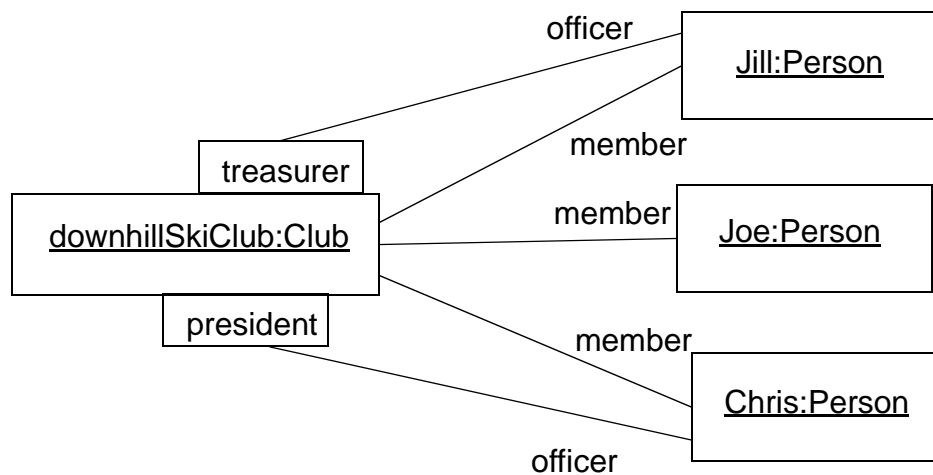 officer
Jill:Person
member
treasurer
member
Joe:Person
downhillSkiClub:Club
president
member
Chris:Person
officer